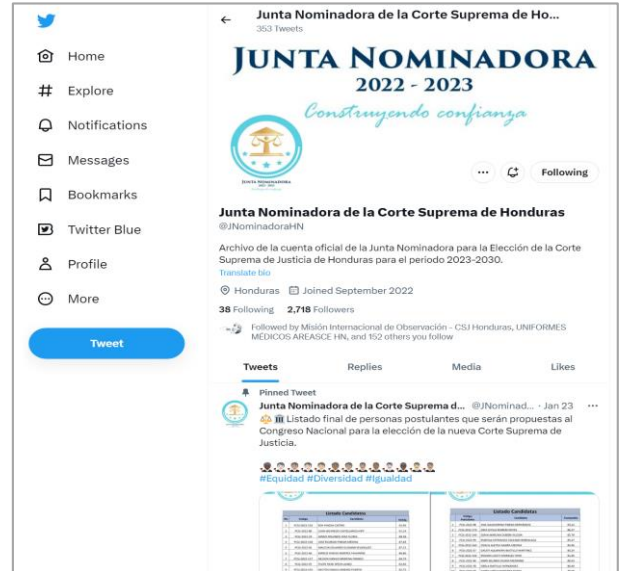 Junta Nominadora de la Corte Suprema de Ho...
353 Tweets
Home
Explore
Notifications
Messages
Bookmarks
Twitter Blue
Profile
More
Tweet
JUNTA NOMINADORA
2022 - 2023
Construyendo confianza
JUNTA NOMINADORA
Following
Junta Nominadora de la Corte Suprema de Honduras
@JNominadoraHN
Archivo de la cuenta oficial de la Junta Nominadora para la Elección de la Corte
Suprema de Justicia de Honduras para el periodo 2023-2030.
Translate bio
Honduras Joined September 2022
38 Following 2,718 Followers
Followed by Misión Internacional de Observación - CSJ Honduras, UNIFORMES
MÉDICOS AREASCE HN, and 152 others you follow
Tweets Replies Media Likes
Pinned Tweet
Junta Nominadora de la Corte Suprema d... @JNominad... · Jan 23
Listado final de personas postulantes que serán propuestas al
Congreso Nacional para la elección de la nueva Corte Suprema de
Justicia.
#Equidad #Diversidad #Igualdad
Listado Candidatos
Listado Candidatos